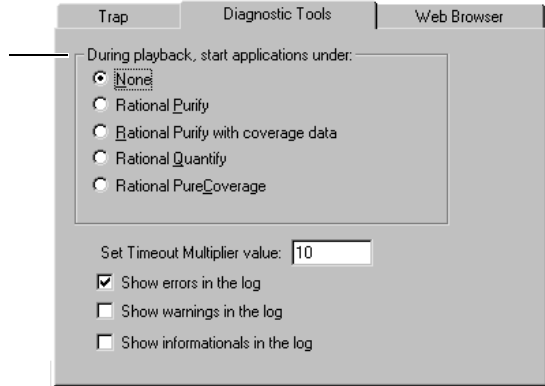 Trap
Diagnostic Tools
Web Browser
During playback, start applications under:
None
Rational Purify
Rational Purify with coverage data
Rational Quantify
Rational PureCoverage
Set Timeout Multiplier value: 10
Show errors in the log
Show warnings in the log
Show informationals in the log